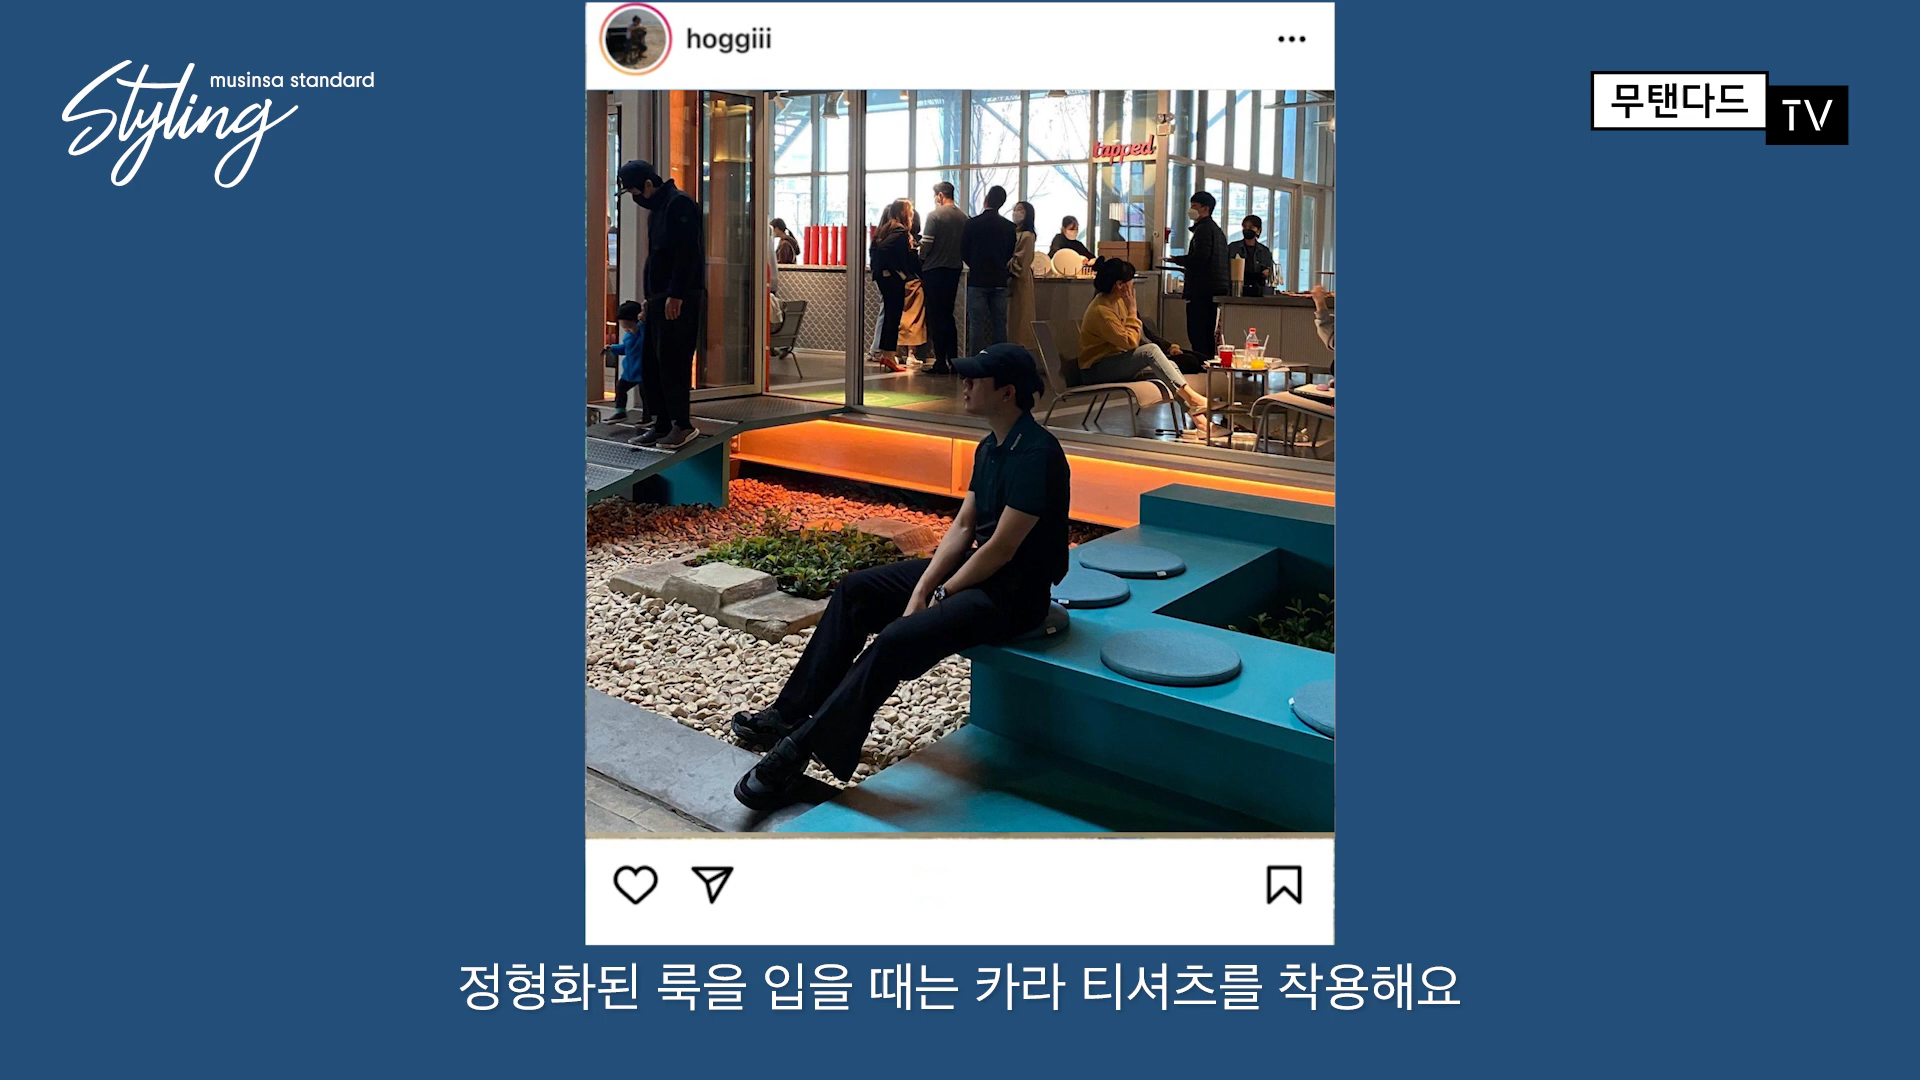 hoggiii
musinsa standard
Styling
무탠다드
TV
tapped
정형화된 룩을 입을 때는 카라 티셔츠를 착용해요